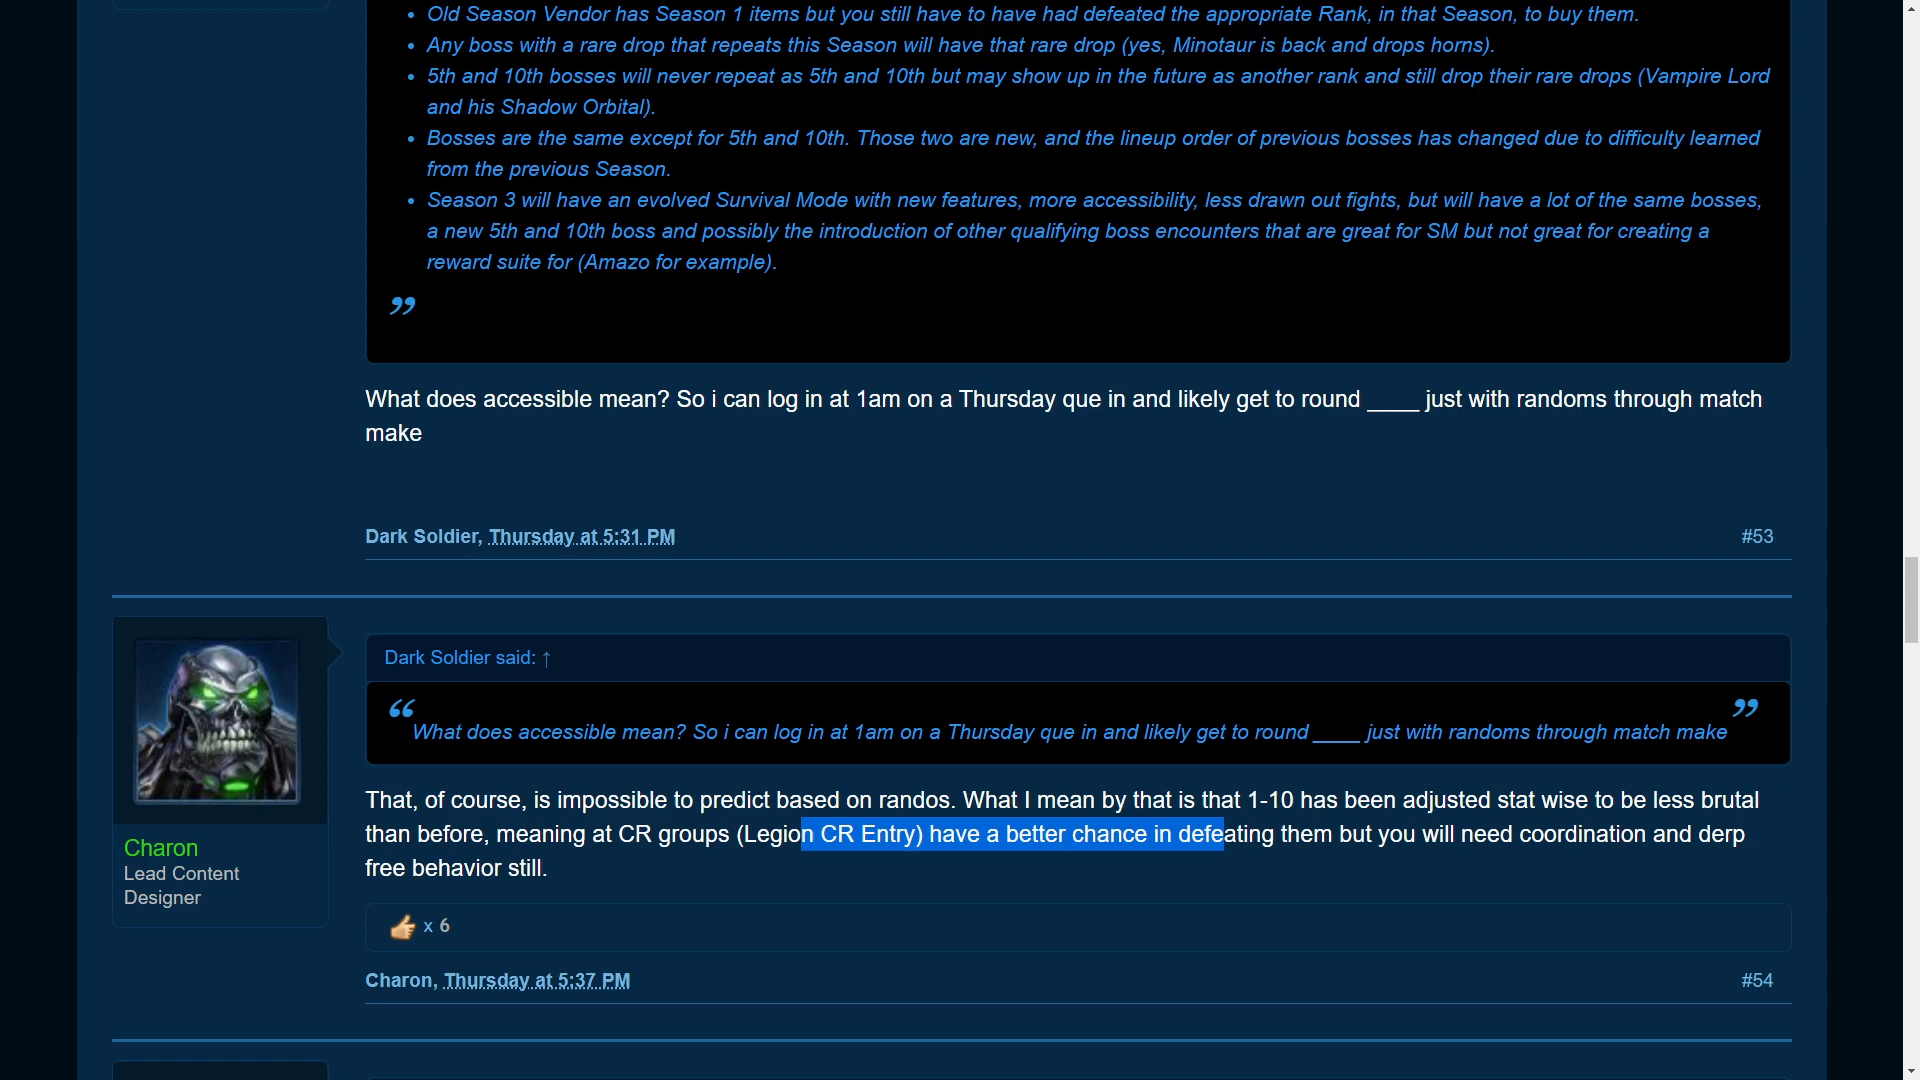 • Old Season Vendor has Season 1 items but you still have to have had defeated the appropriate Rank, in that Season, to buy them.
• Any boss with a rare drop that repeats this Season will have that rare drop (yes, Minotaur is back and drops horns).
• 5th and 10th bosses will never repeat as 5th and 10th but may show up in the future as another rank and still drop their rare drops (Vampire Lord
and his Shadow Orbital).
• Bosses are the same except for 5th and 10th. Those two are new, and the lineup order of previous bosses has changed due to difficulty learned
from the previous Season.
• Season 3 will have an evolved Survival Mode with new features, more accessibility, less drawn out fights, but will have a lot of the same bosses,
a new 5th and 10th boss and possibly the introduction of other qualifying boss encounters that are great for SM but not great for creating a
reward suite for (Amazo for example).
”
What does accessible mean? So i can log in at 1am on a Thursday que in and likely get to round ____ just with randoms through match
make
Dark Soldier, Thursday at 5:31 PM #53
Dark Soldier said: ↑
“What does accessible mean? So i can log in at 1am on a Thursday que in and likely get to round ____ just with randoms through match make”
That, of course, is impossible to predict based on randos. What I mean by that is that 1-10 has been adjusted stat wise to be less brutal
than before, meaning at CR groups (Legion CR Entry) have a better chance in defeating them but you will need coordination and derp
free behavior still.
Charon
Lead Content
Designer
x 6
Charon, Thursday at 5:37 PM #54